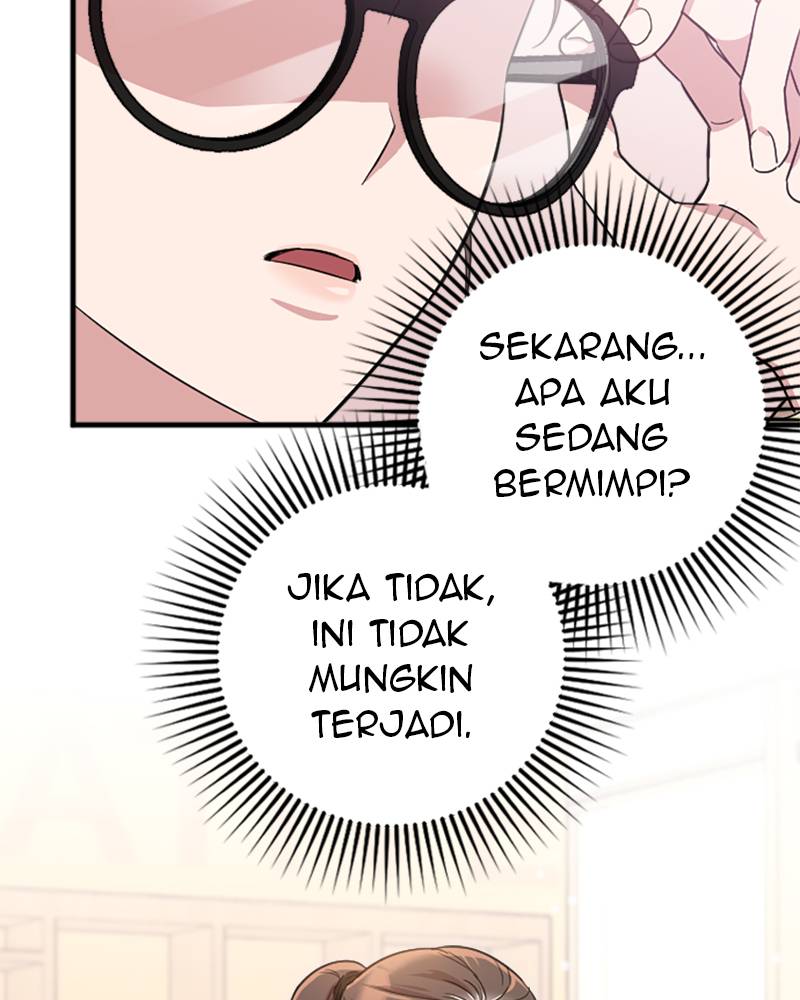 SEKARANG...
APA AKU
SEDANG
BERMIMPI?
JIKA TIDAK,
INI TIDAK
MUNGKIN
TERJADI.